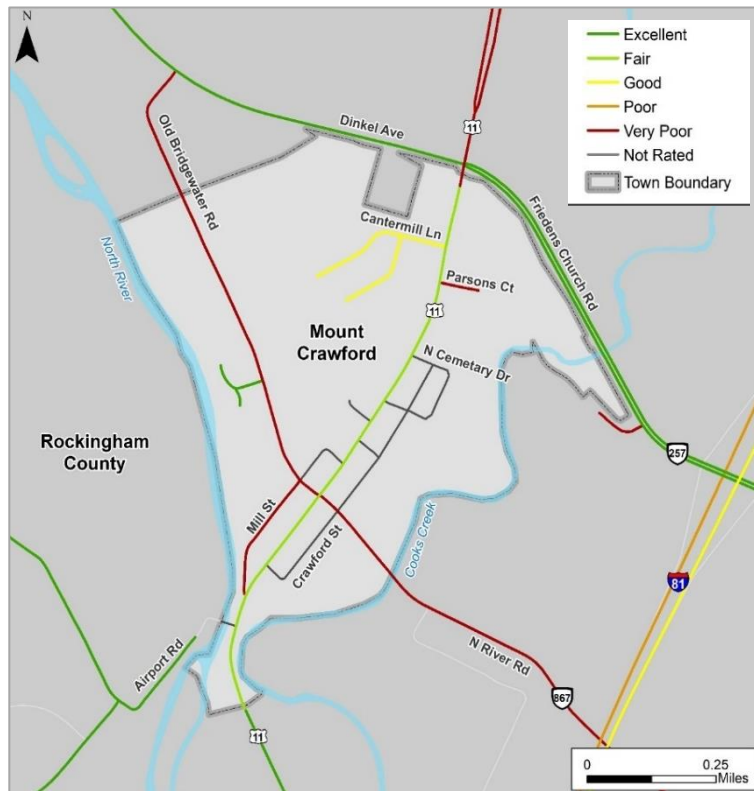 N
Excellent
Fair
Good
Poor
Very Poor
Not Rated
Town Boundary
Dinkel Ave
11
Old Bridgewater Rd
Friedens Church Rd
Cantermill Ln
North River
Parsons Ct
11
Mount
Crawford
N Cemetary Dr
Rockingham
County
257
Mill St
Crawford St
Cooks Creek
81
Airport Rd
N River Rd
867
11
0 0.25
Miles